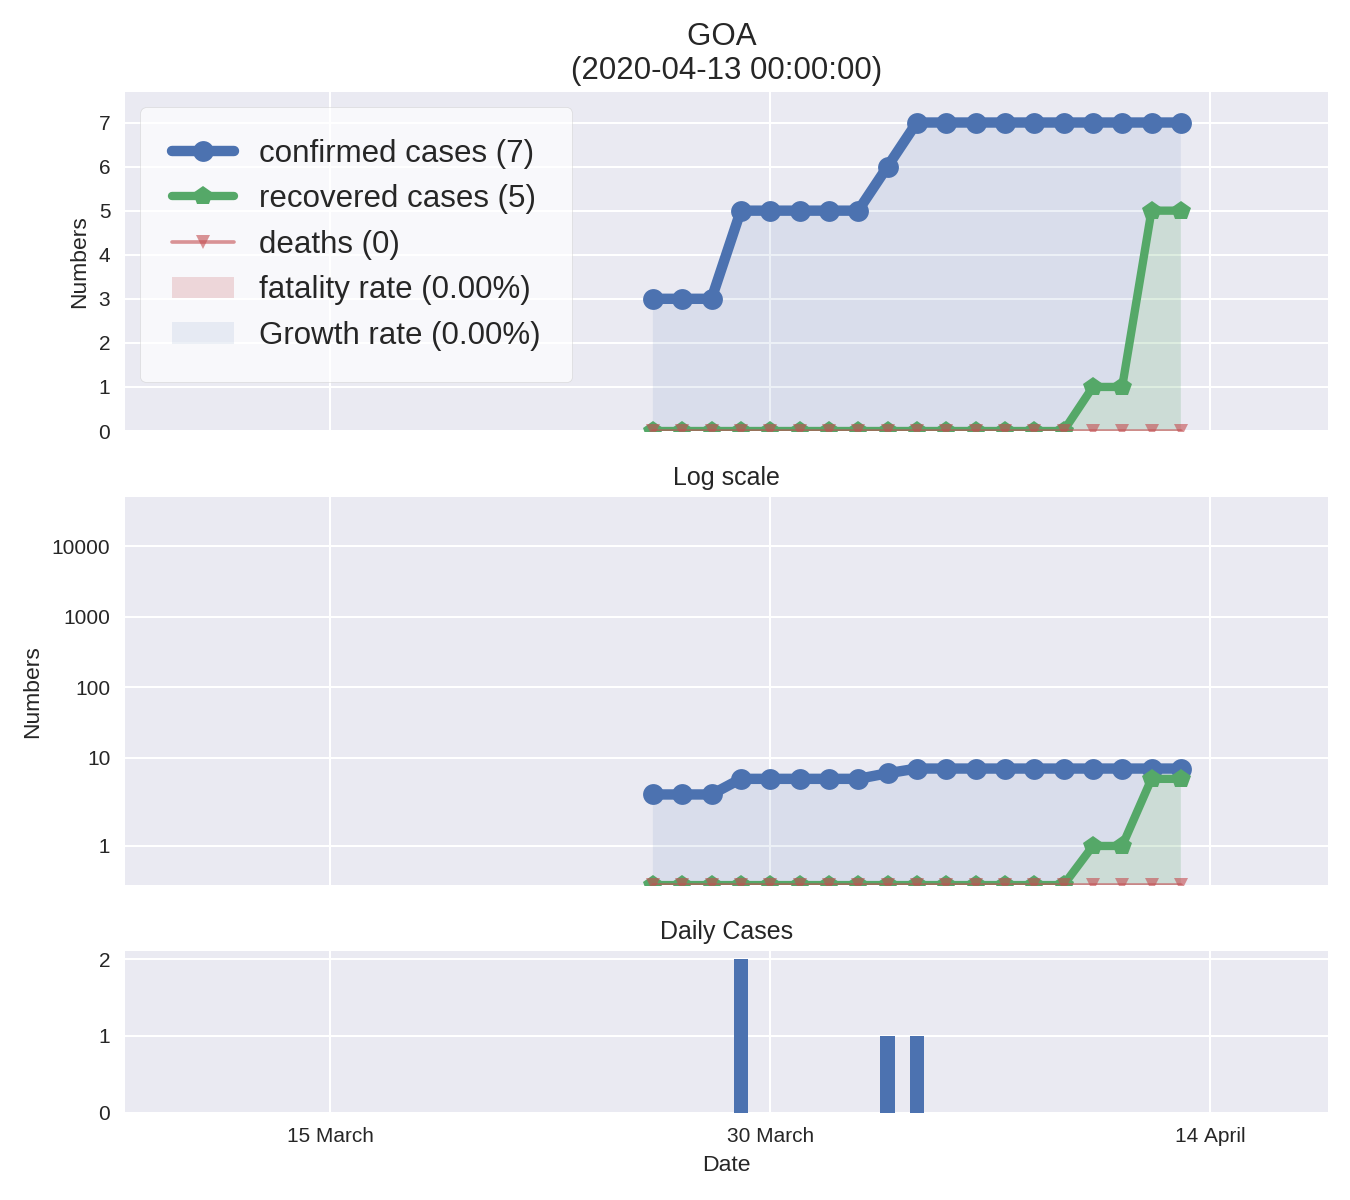 GOA
(2020-04-13 00:00:00)
7
6
5
4
3
2
1
0
Numbers
confirmed cases (7)
recovered cases (5)
deaths (0)
fatality rate (0.00%)
Growth rate (0.00%)
Log scale
10000
1000
100
10
1
Numbers
Daily Cases
2
1
0
15 March
30 March
14 April
Date